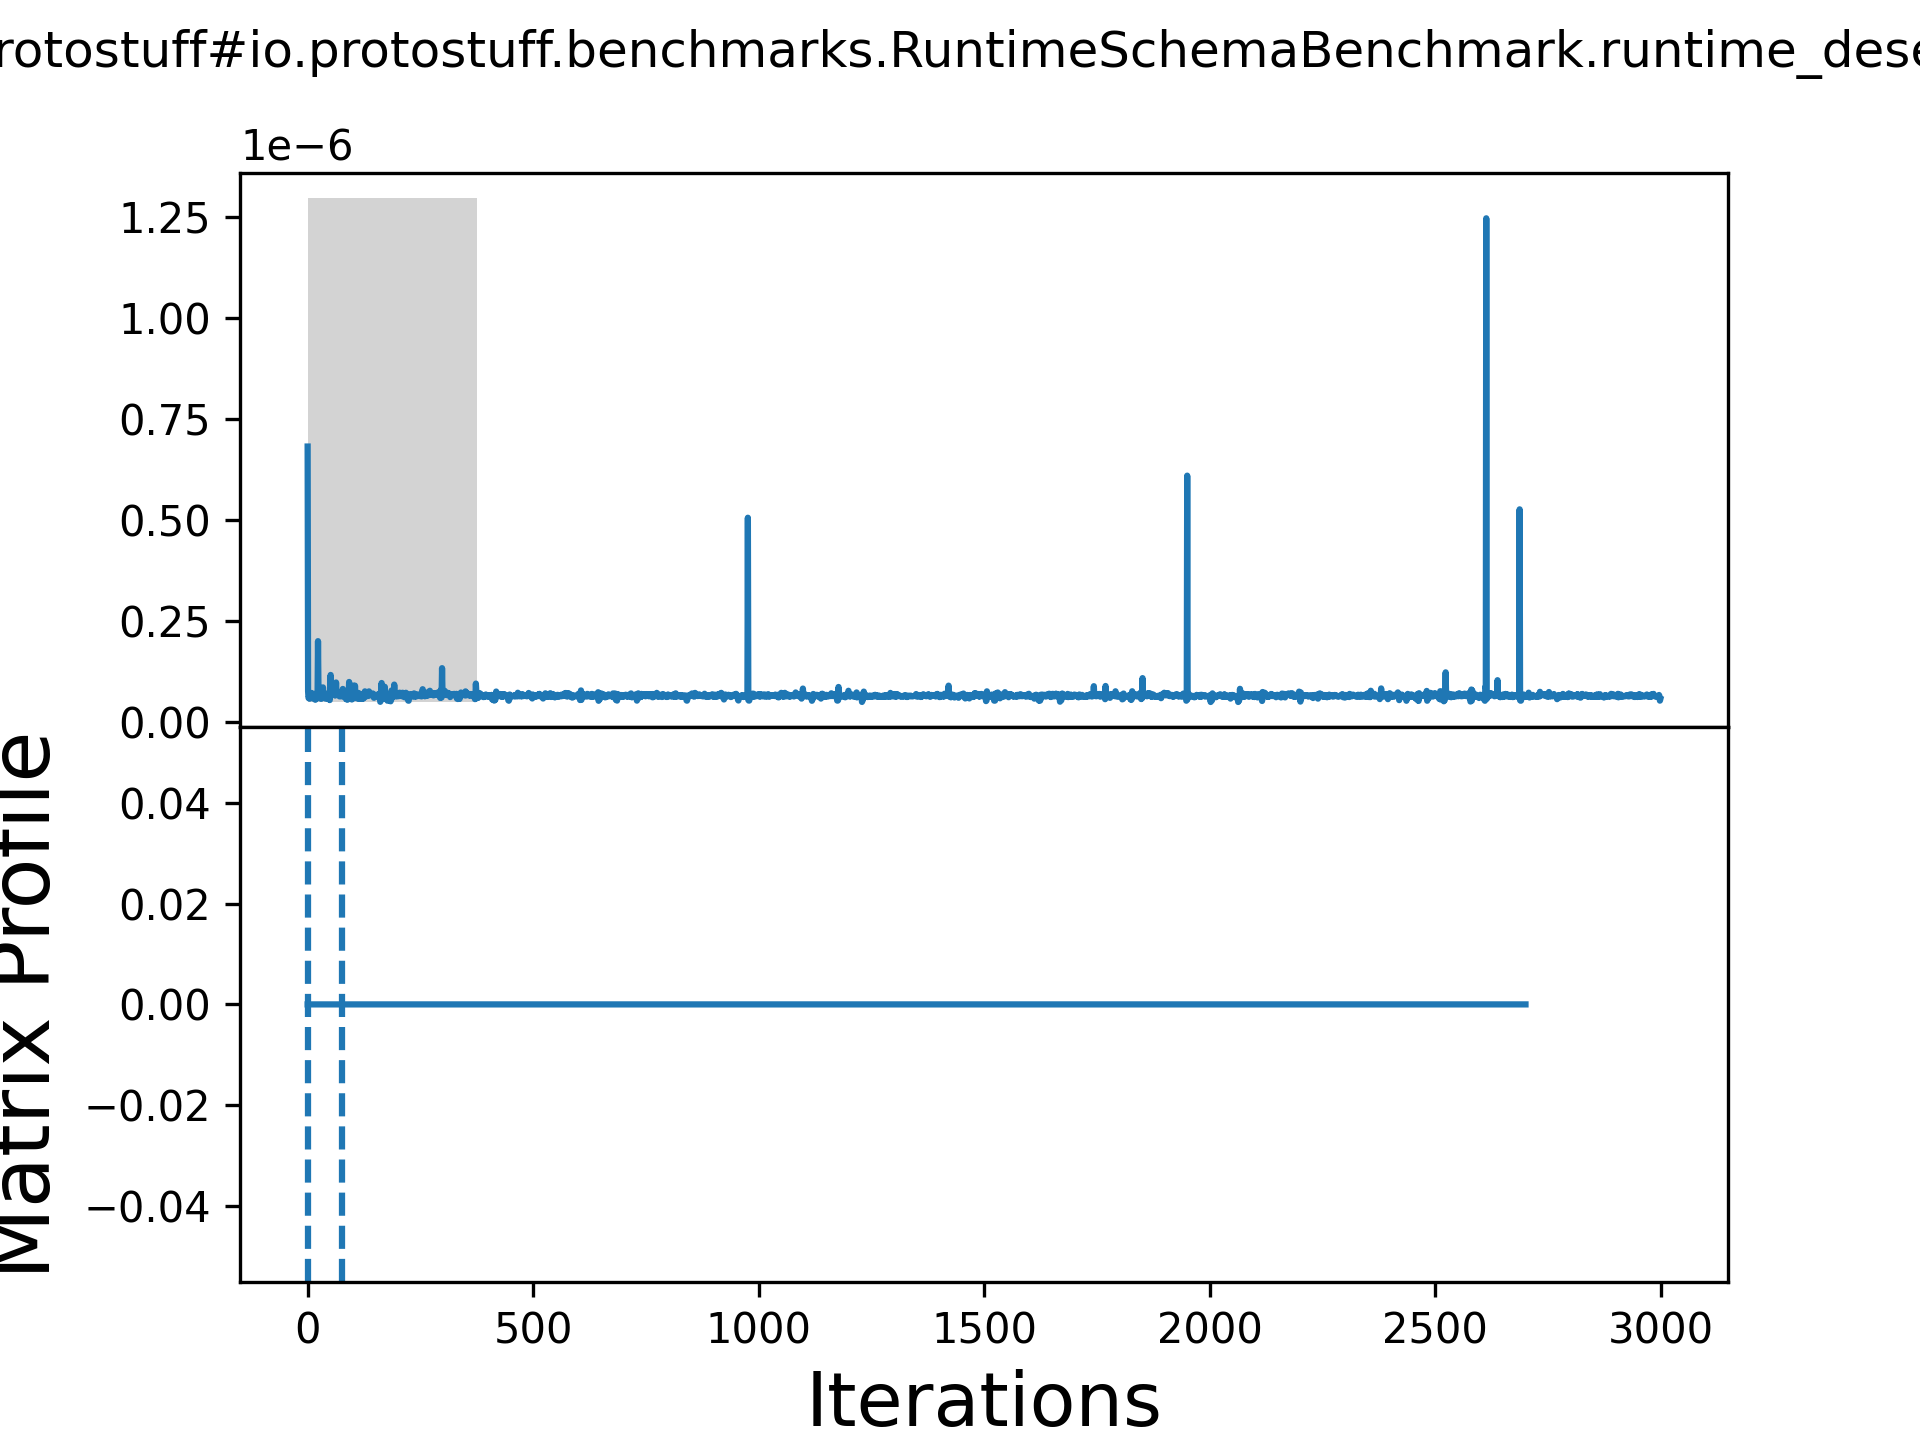 rotostuff#io.protostuff.benchmarks.RuntimeSchemaBenchmark.runtime_dese
1e−6
1.25
1.00
0.75
0.50
0.25
0.00
Matrix Profile
0.04
0.02
0.00
−0.02
−0.04
0 500 1000 1500 2000 2500 3000
Iterations